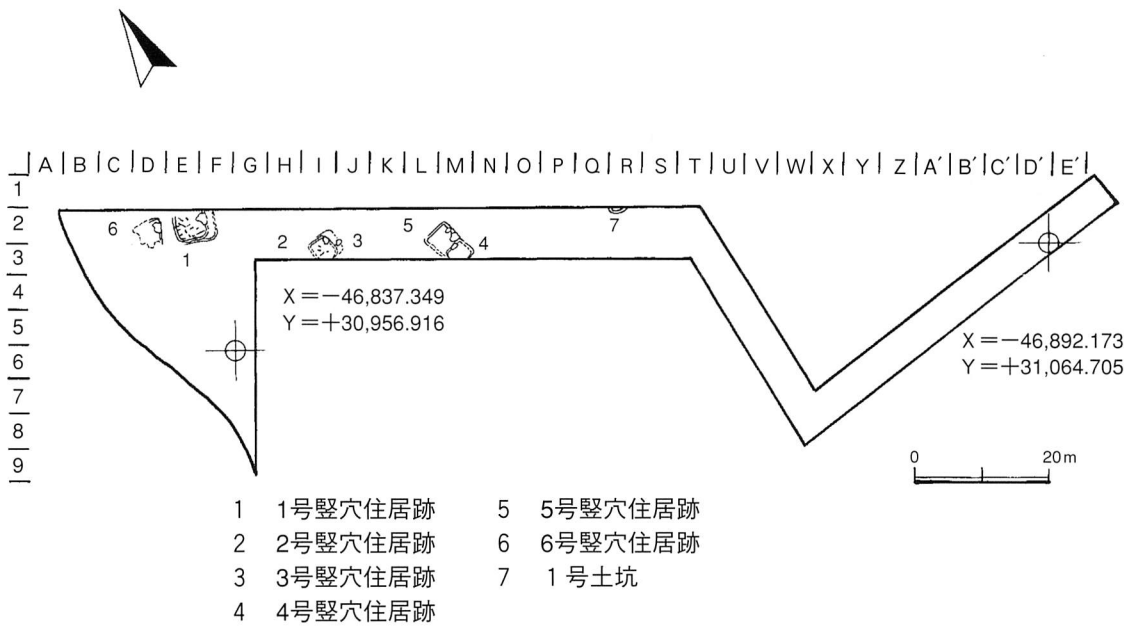 A B C D E F G H I J K L M N O P Q R S T U V W X Y Z A′ B′ C′ D′ E′
1
2
3
4
5
6
7
8
9
6
1
2
3
5
4
7
X=−46,837.349
Y=+30,956.916
X=−46,892.173
Y=+31,064.705
0 20m
1 1号竪穴住居跡
2 2号竪穴住居跡
3 3号竪穴住居跡
4 4号竪穴住居跡
5 5号竪穴住居跡
6 6号竪穴住居跡
7 1号土坑